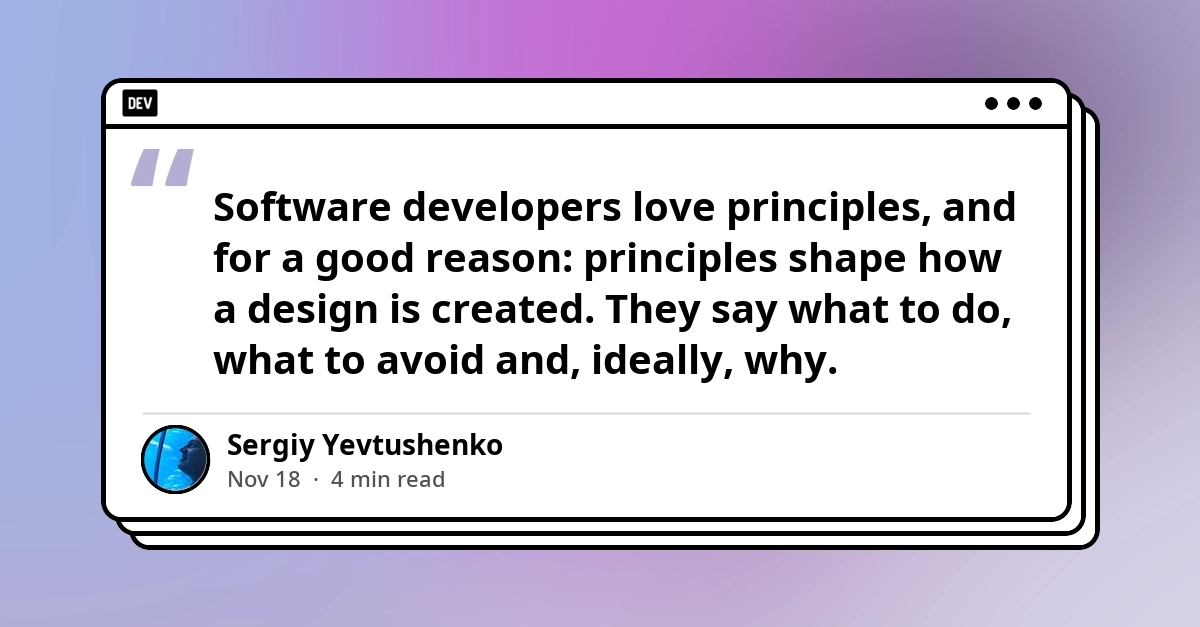 DEV
“
Software developers love principles, and
for a good reason: principles shape how
a design is created. They say what to do,
what to avoid and, ideally, why.
Sergiy Yevtushenko
Nov 18 · 4 min read